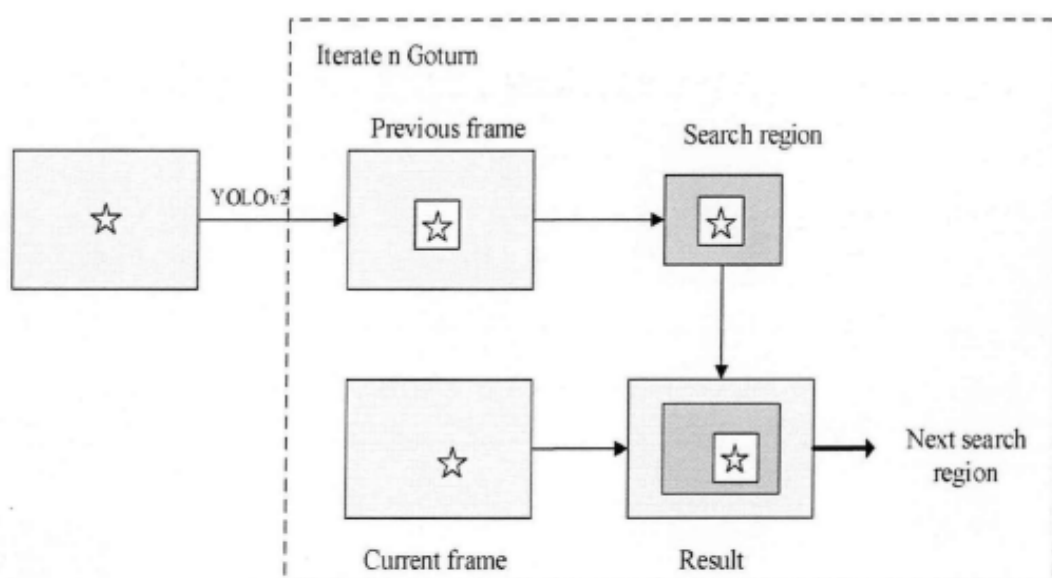 Iterate n Goturn
Previous frame
Search region
YOLOv2
Next search
region
Current frame
Result